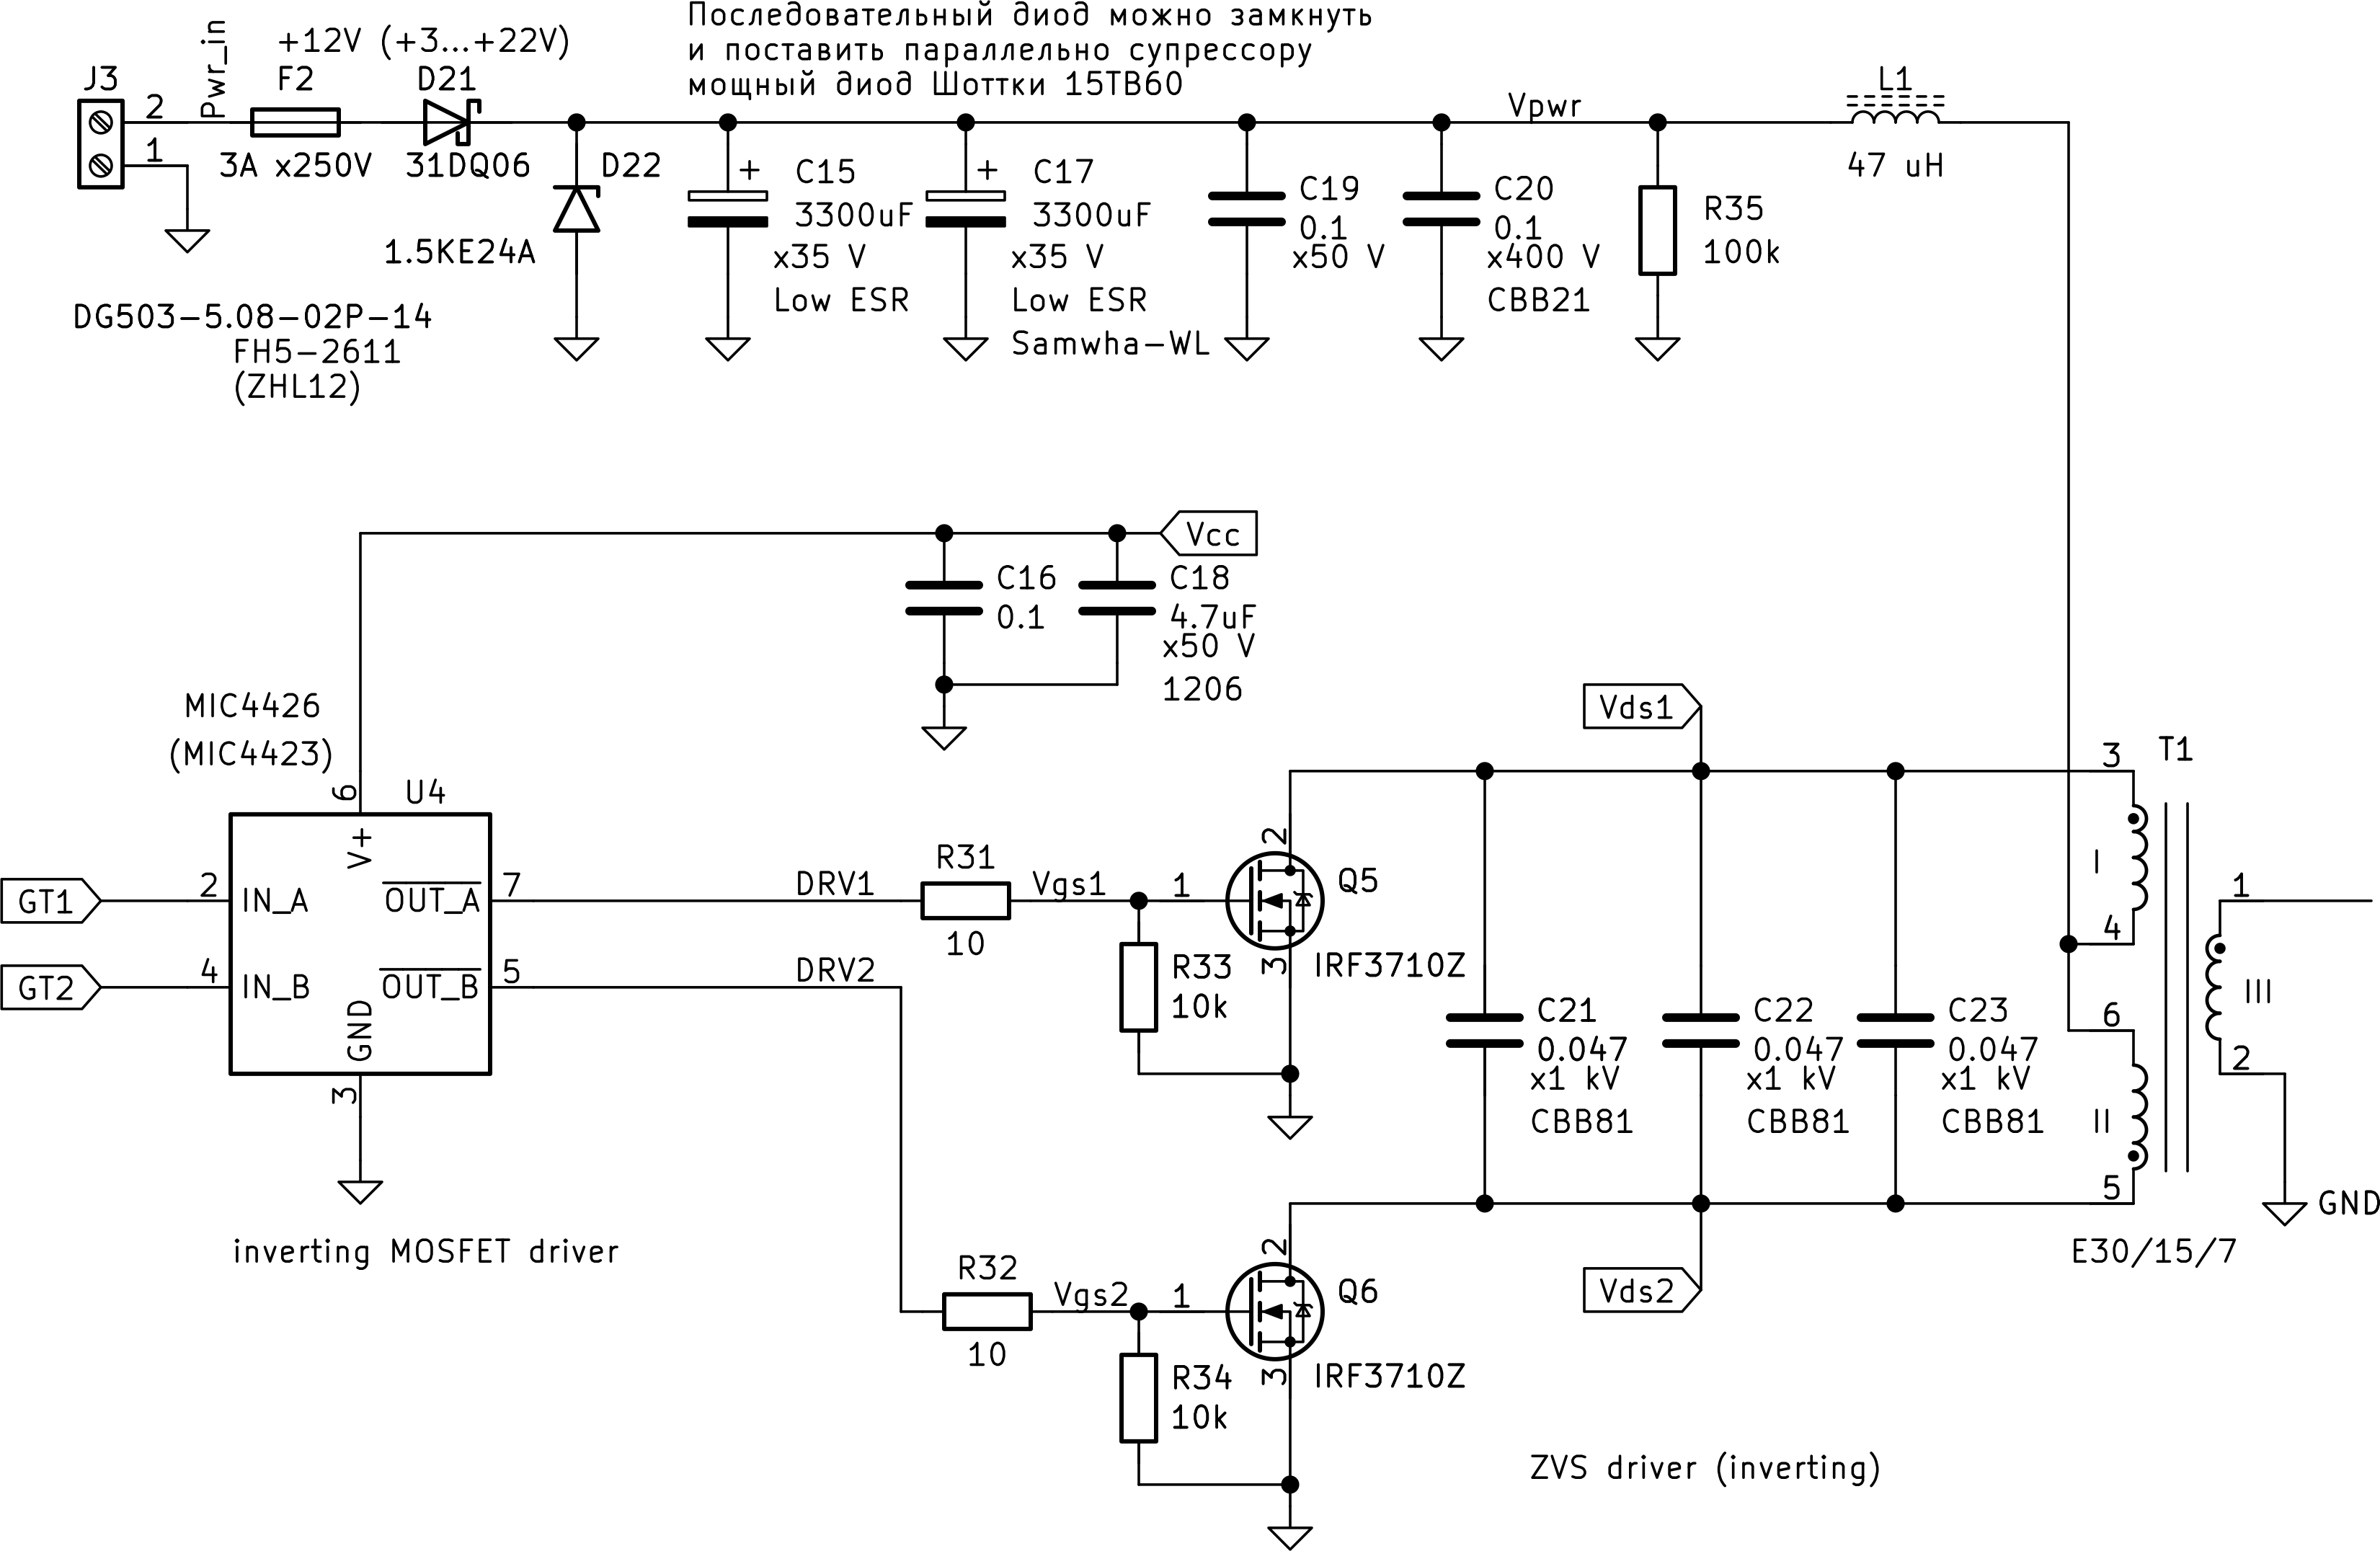 Последовательный диод можно замкнуть
и поставить параллельно супрессору
мощный диод Шоттки 15TB60
+12V (+3...+22V)
Pwr_in
J3
F2
D21
L1
2
1
3A x250V
31DQ06
Vpwr
47 uH
D22
1.5KE24A
C15
3300uF
x35 V
Low ESR
C17
3300uF
x35 V
Low ESR
Samwha-WL
C19
0.1
x50 V
C20
0.1
x400 V
CBB21
R35
100k
DG503-5.08-02P-14
FH5-2611
(ZHL12)
Vcc
C16
0.1
C18
4.7uF
x50 V
1206
MIC4426
(MIC4423)
U4
6
V+
GT1
2
IN_A
OUT_A
7
GT2
4
IN_B
OUT_B
5
GND
3
inverting MOSFET driver
DRV1
R31
10
Vgs1
1
2
Q5
3
IRF3710Z
R33
10k
DRV2
R32
10
Vgs2
1
2
Q6
3
IRF3710Z
R34
10k
Vds1
C21
0.047
x1 kV
CBB81
C22
0.047
x1 kV
CBB81
C23
0.047
x1 kV
CBB81
Vds2
T1
3
I
4
6
II
5
1
III
2
GND
E30/15/7
ZVS driver (inverting)